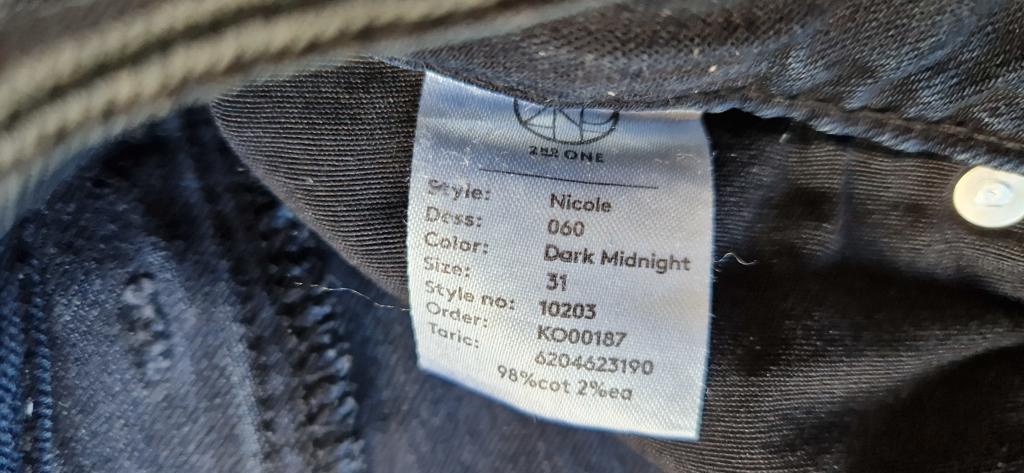 2ND ONE
Style: Nicole
Dess: 060
Color: Dark Midnight
Size: 31
Style no: 10203
Order: KO00187
Taric: 6204623190
98%cot 2%ea